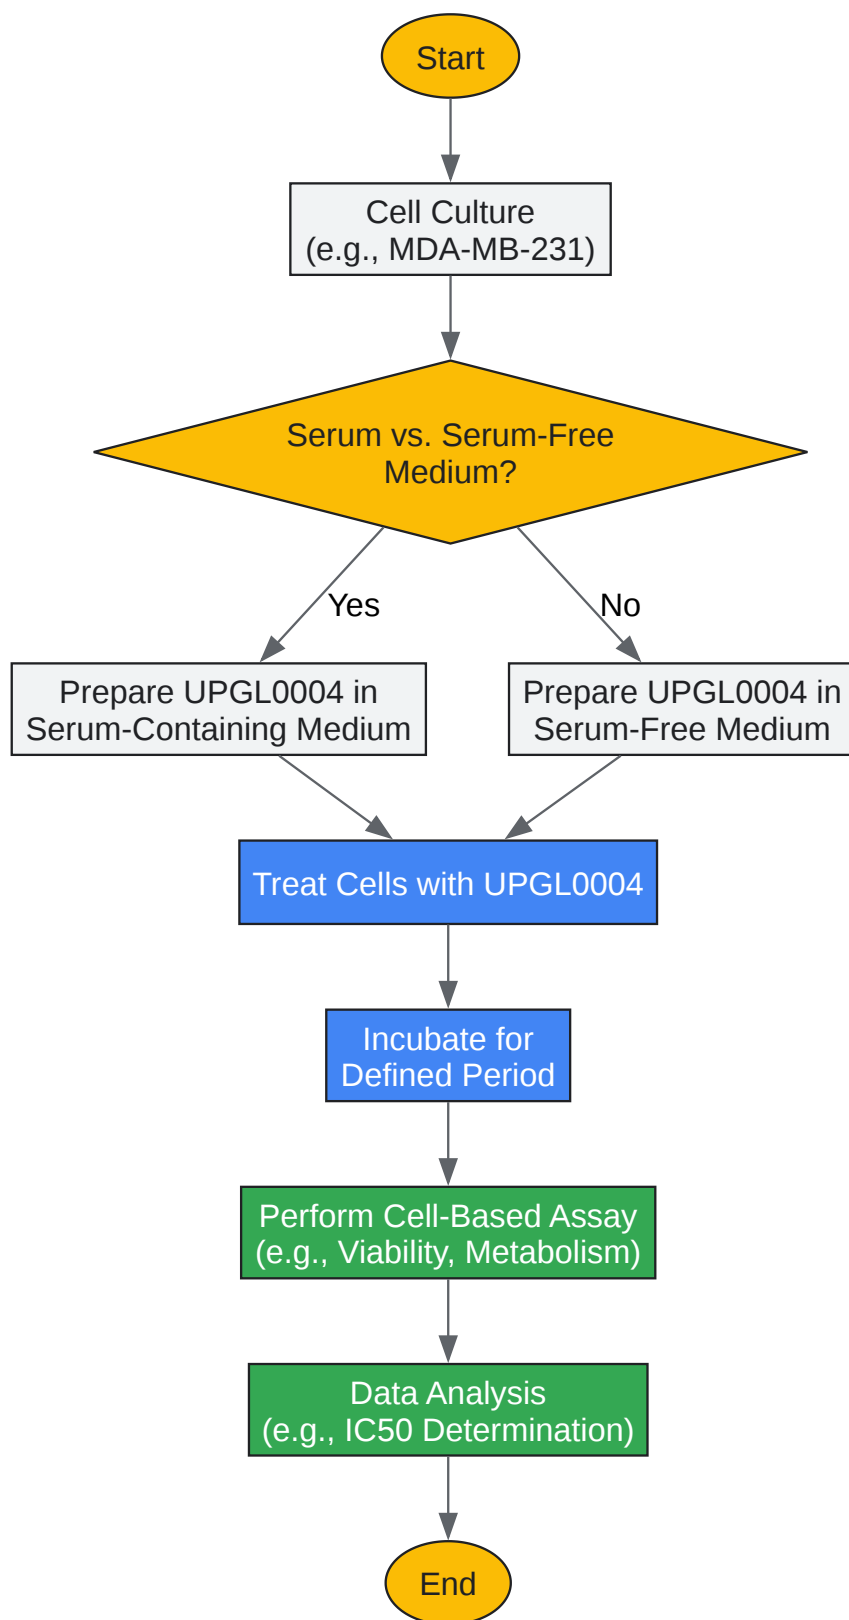 Start
Cell Culture
(e.g., MDA-MB-231)
Serum vs. Serum-Free
Medium?
Yes
No
Prepare UPGL0004 in
Serum-Containing Medium
Prepare UPGL0004 in
Serum-Free Medium
Treat Cells with UPGL0004
Incubate for
Defined Period
Perform Cell-Based Assay
(e.g., Viability, Metabolism)
Data Analysis
(e.g., IC50 Determination)
End